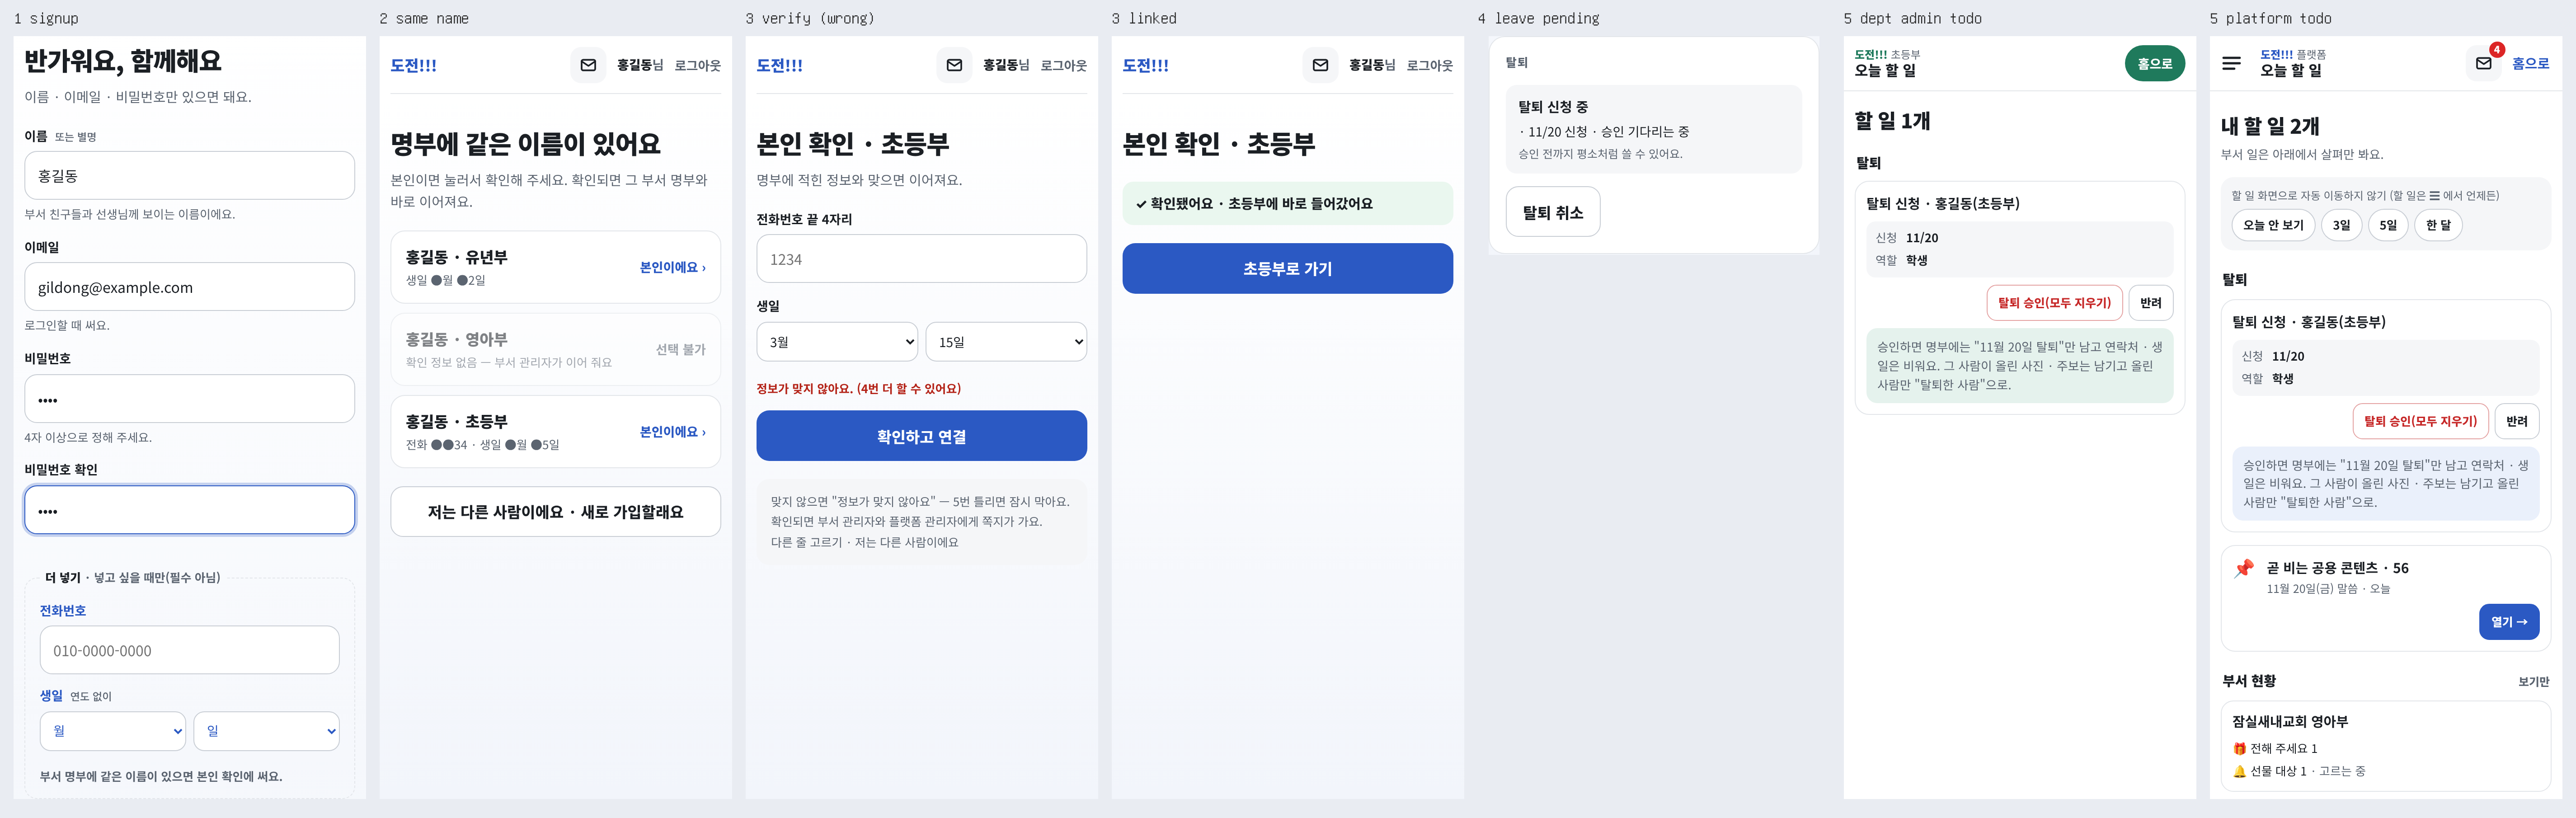 1 signup
반가워요, 함께해요
이름 · 이메일 · 비밀번호만 있으면 돼요.
이름 또는 별명
홍길동
부서 친구들과 선생님께 보이는 이름이에요.
이메일
gildong@example.com
로그인할 때 써요.
비밀번호
••••
4자 이상으로 정해 주세요.
비밀번호 확인
••••
더 넣기 · 넣고 싶을 때만(필수 아님)
전화번호
010-0000-0000
생일 연도 없이
월 일
부서 명부에 같은 이름이 있으면 본인 확인에 써요.
2 same name
도전!!! 홍길동님 로그아웃
명부에 같은 이름이 있어요
본인이면 눌러서 확인해 주세요. 확인되면 그 부서 명부와
바로 이어져요.
홍길동 · 유년부
생일 ●월 ●2일
본인이에요 ›
홍길동 · 영아부
확인 정보 없음 — 부서 관리자가 이어 줘요
선택 불가
홍길동 · 초등부
전화 ●●34 · 생일 ●월 ●5일
본인이에요 ›
저는 다른 사람이에요 · 새로 가입할래요
3 verify (wrong)
도전!!! 홍길동님 로그아웃
본인 확인 · 초등부
명부에 적힌 정보와 맞으면 이어져요.
전화번호 끝 4자리
1234
생일
3월 15일
정보가 맞지 않아요. (4번 더 할 수 있어요)
확인하고 연결
맞지 않으면 "정보가 맞지 않아요" — 5번 틀리면 잠시 막아요.
확인되면 부서 관리자와 플랫폼 관리자에게 쪽지가 가요.
다른 줄 고르기 · 저는 다른 사람이에요
3 linked
도전!!! 홍길동님 로그아웃
본인 확인 · 초등부
✓ 확인됐어요 · 초등부에 바로 들어갔어요
초등부로 가기
4 leave pending
탈퇴
탈퇴 신청 중
· 11/20 신청 · 승인 기다리는 중
승인 전까지 평소처럼 쓸 수 있어요.
탈퇴 취소
5 dept admin todo
도전!!! 초등부
오늘 할 일
홈으로
할 일 1개
탈퇴
탈퇴 신청 · 홍길동(초등부)
신청 11/20
역할 학생
탈퇴 승인(모두 지우기) 반려
승인하면 명부에는 "11월 20일 탈퇴"만 남고 연락처 · 생
일은 비워요. 그 사람이 올린 사진 · 주보는 남기고 올린
사람만 "탈퇴한 사람"으로.
5 platform todo
도전!!! 플랫폼
오늘 할 일
4
홈으로
내 할 일 2개
부서 일은 아래에서 살펴만 봐요.
할 일 화면으로 자동 이동하지 않기 (할 일은 ☰ 에서 언제든)
오늘 안 보기 3일 5일 한 달
탈퇴
탈퇴 신청 · 홍길동(초등부)
신청 11/20
역할 학생
탈퇴 승인(모두 지우기) 반려
승인하면 명부에는 "11월 20일 탈퇴"만 남고 연락처 · 생
일은 비워요. 그 사람이 올린 사진 · 주보는 남기고 올린
사람만 "탈퇴한 사람"으로.
📌 곧 비는 공용 콘텐츠 · 56
11월 20일(금) 말씀 · 오늘
열기 →
부서 현황 보기만
잠실새내교회 영아부
🎁 전해 주세요 1
🔔 선물 대상 1 · 고르는 중